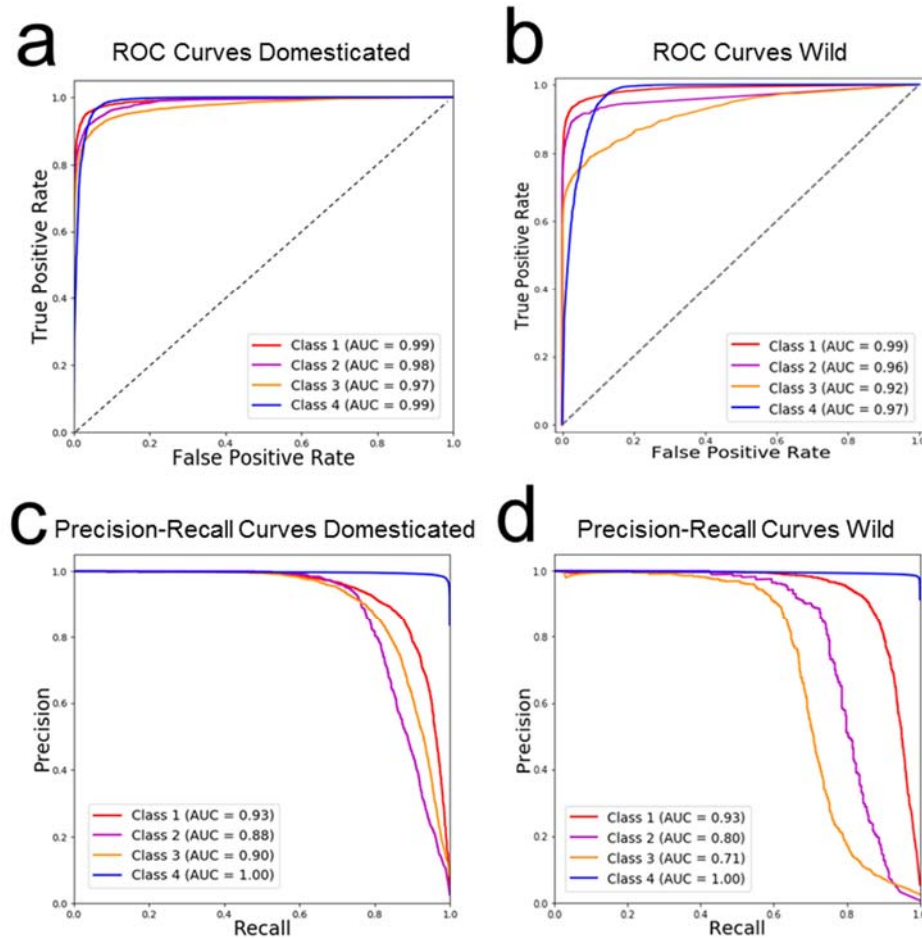 a
ROC Curves Domesticated
1.0
0.8
0.6
0.4
0.2
0.0
True Positive Rate
Class 1 (AUC = 0.99)
Class 2 (AUC = 0.98)
Class 3 (AUC = 0.97)
Class 4 (AUC = 0.99)
0.0 0.2 0.4 0.6 0.8 1.0
False Positive Rate
b
ROC Curves Wild
1.0
0.8
0.6
0.4
0.2
0.0
True Positive Rate
Class 1 (AUC = 0.99)
Class 2 (AUC = 0.96)
Class 3 (AUC = 0.92)
Class 4 (AUC = 0.97)
0.0 0.2 0.4 0.6 0.8 1.0
False Positive Rate
c
Precision-Recall Curves Domesticated
1.0
0.8
0.6
0.4
0.2
0.0
Precision
Class 1 (AUC = 0.93)
Class 2 (AUC = 0.88)
Class 3 (AUC = 0.90)
Class 4 (AUC = 1.00)
0.0 0.2 0.4 0.6 0.8 1.0
Recall
d
Precision-Recall Curves Wild
1.0
0.8
0.6
0.4
0.2
0.0
Precision
Class 1 (AUC = 0.93)
Class 2 (AUC = 0.80)
Class 3 (AUC = 0.71)
Class 4 (AUC = 1.00)
0.0 0.2 0.4 0.6 0.8 1.0
Recall